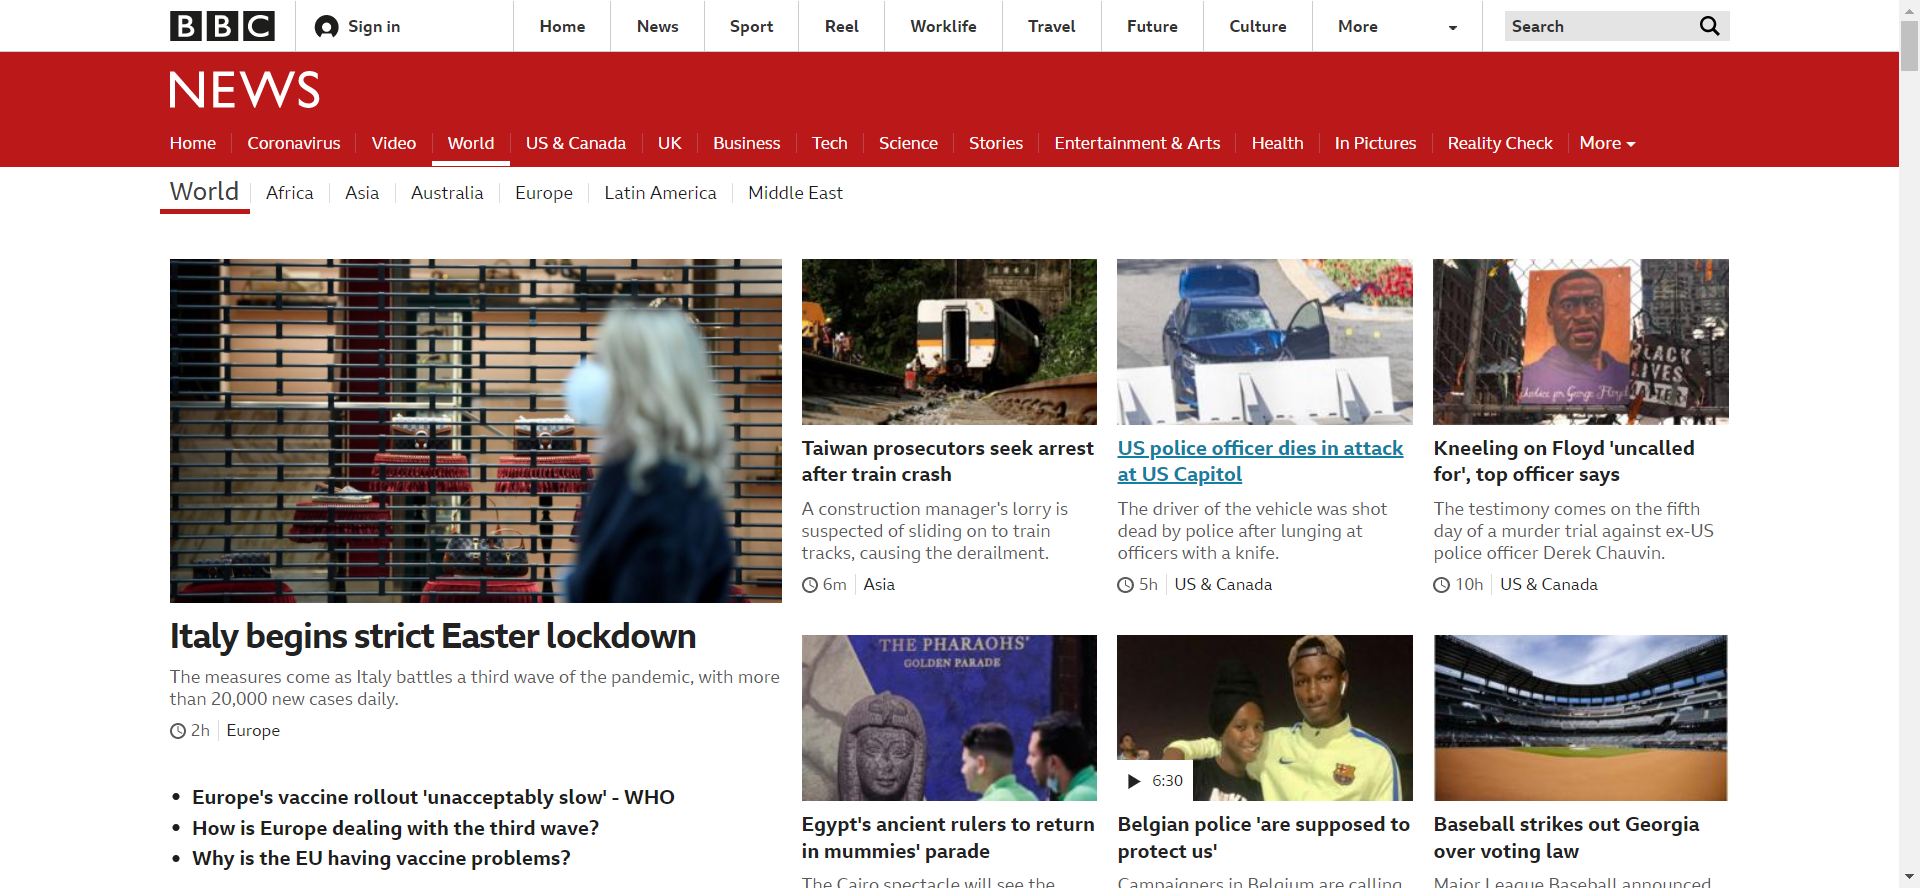 BBC
Sign in
Home
News
Sport
Reel
Worklife
Travel
Future
Culture
More
Search
NEWS
Home
Coronavirus
Video
World
US & Canada
UK
Business
Tech
Science
Stories
Entertainment & Arts
Health
In Pictures
Reality Check
More
World
Africa
Asia
Australia
Europe
Latin America
Middle East
Italy begins strict Easter lockdown
The measures come as Italy battles a third wave of the pandemic, with more
than 20,000 new cases daily.
2h
Europe
Europe's vaccine rollout 'unacceptably slow' - WHO
How is Europe dealing with the third wave?
Why is the EU having vaccine problems?
Taiwan prosecutors seek arrest
after train crash
A construction manager's lorry is
suspected of sliding on to train
tracks, causing the derailment.
6m
Asia
US police officer dies in attack
at US Capitol
The driver of the vehicle was shot
dead by police after lunging at
officers with a knife.
5h
US & Canada
BLACK
LIVES
Justice for George Floyd
Kneeling on Floyd 'uncalled
for', top officer says
The testimony comes on the fifth
day of a murder trial against ex-US
police officer Derek Chauvin.
10h
US & Canada
THE PHARAOHS'
GOLDEN PARADE
Egypt's ancient rulers to return
in mummies' parade
The Cairo spectacle will see the
6:30
Belgian police 'are supposed to
protect us'
Campaigners in Belgium are calling
Baseball strikes out Georgia
over voting law
Major League Baseball announced